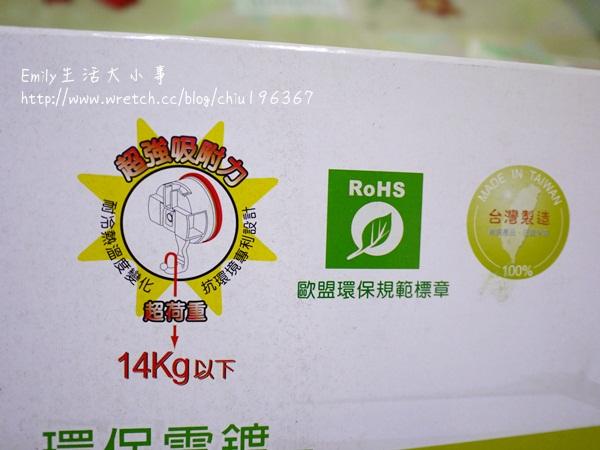 Emily生活大小事
http://www.wretch.cc/blog/chiu196367
超強吸附力
耐冷熱溫度變化
抗環境專利設計
超荷重
14Kg以下
RoHS
歐盟環保規範標章
MADE IN TAIWAN
台灣製造
100%
環保電鍍